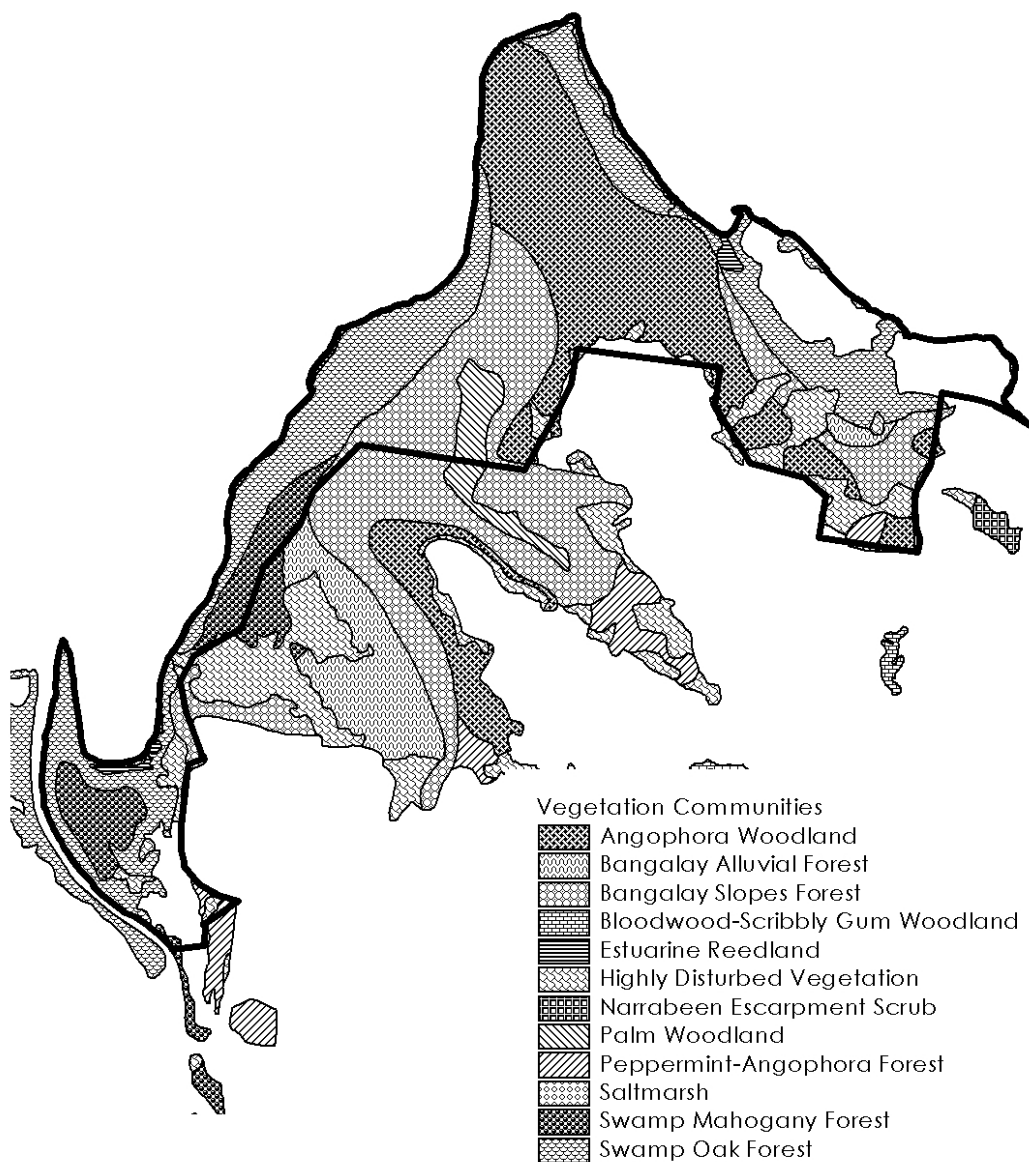 Vegetation Communities
Angophora Woodland
Bangalay Alluvial Forest
Bangalay Slopes Forest
Bloodwood-Scribbly Gum Woodland
Estuarine Reedland
Highly Disturbed Vegetation
Narrabeen Escarpment Scrub
Palm Woodland
Peppermint-Angophora Forest
Saltmarsh
Swamp Mahogany Forest
Swamp Oak Forest